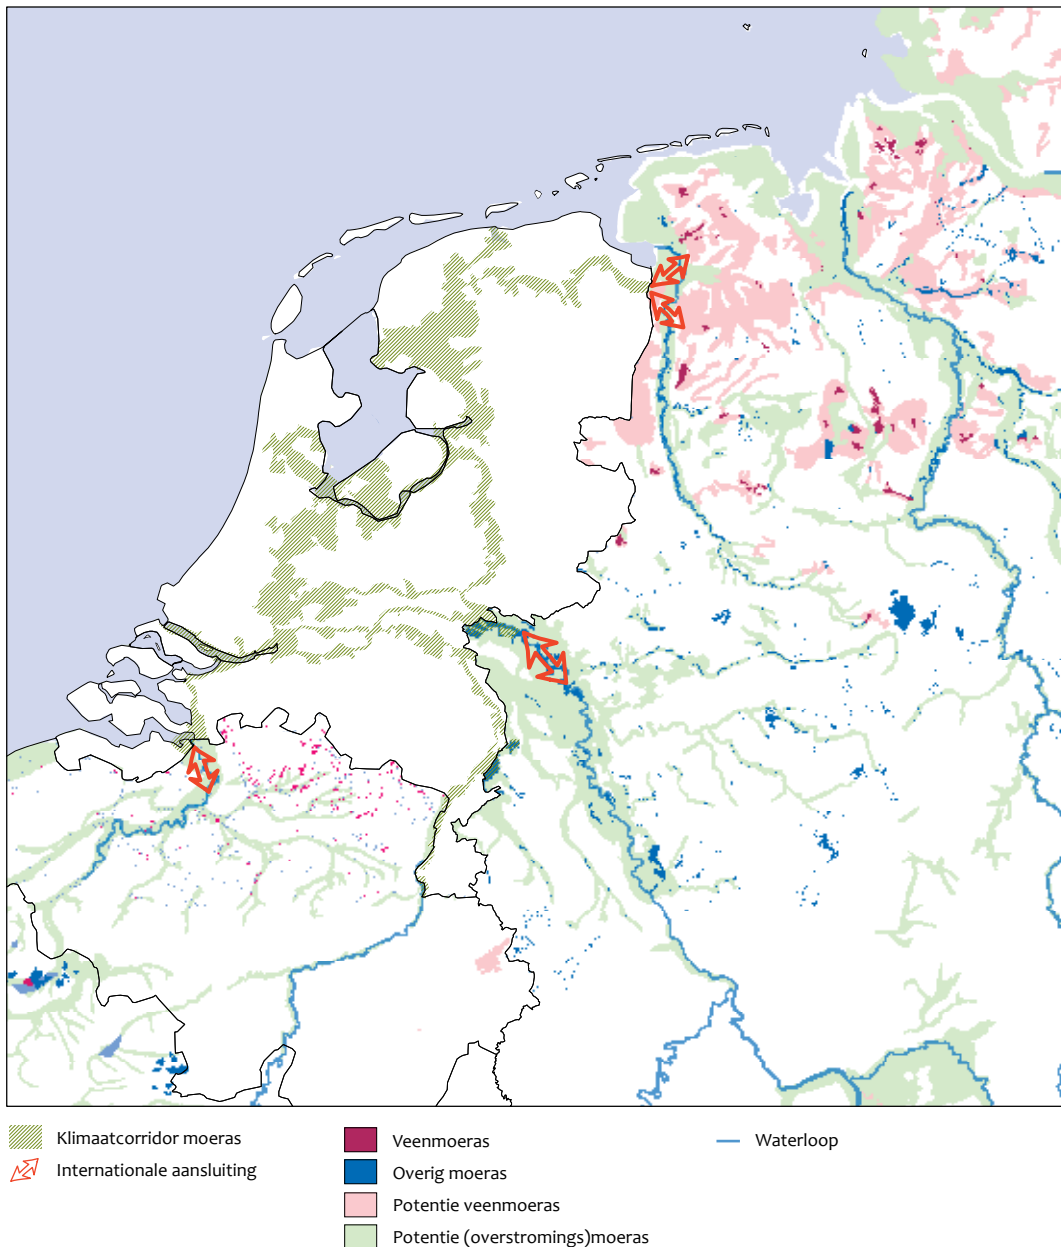 Klimaatcorridor moeras
Internationale aansluiting
Veenmoeras
Overig moeras
Potentie veenmoeras
Potentie (overstromings)moeras
Waterloop